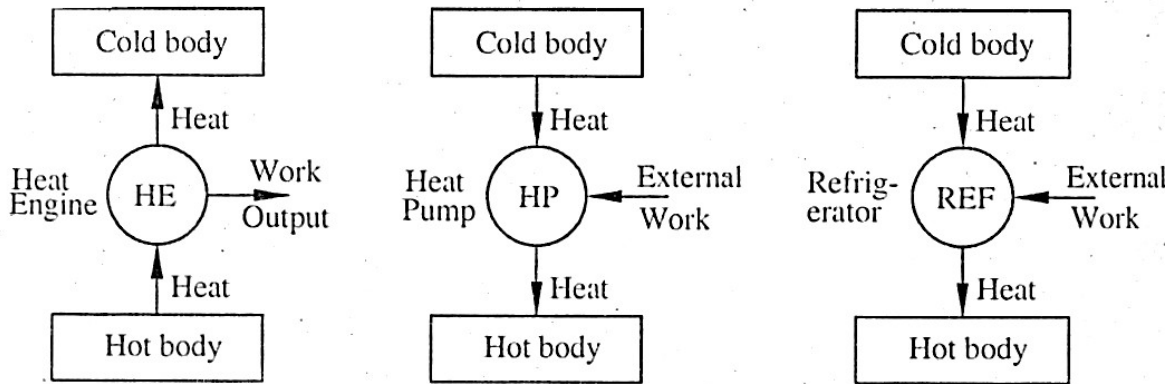 Cold body
Heat
Heat
Engine
HE
Work
Output
Heat
Hot body
Cold body
Heat
Heat
Pump
HP
External
Work
Heat
Hot body
Cold body
Heat
Refrig-
erator
REF
External
Work
Heat
Hot body